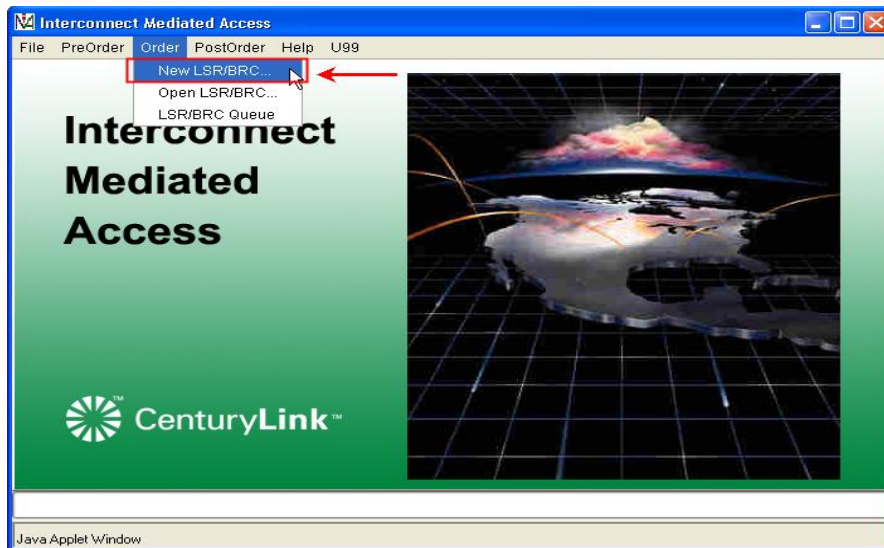 Interconnect Mediated Access
File PreOrder Order PostOrder Help U99
New LSR/BRC...
Open LSR/BRC...
LSR/BRC Queue
Interconnect
Mediated
Access
CenturyLink™
Java Applet Window